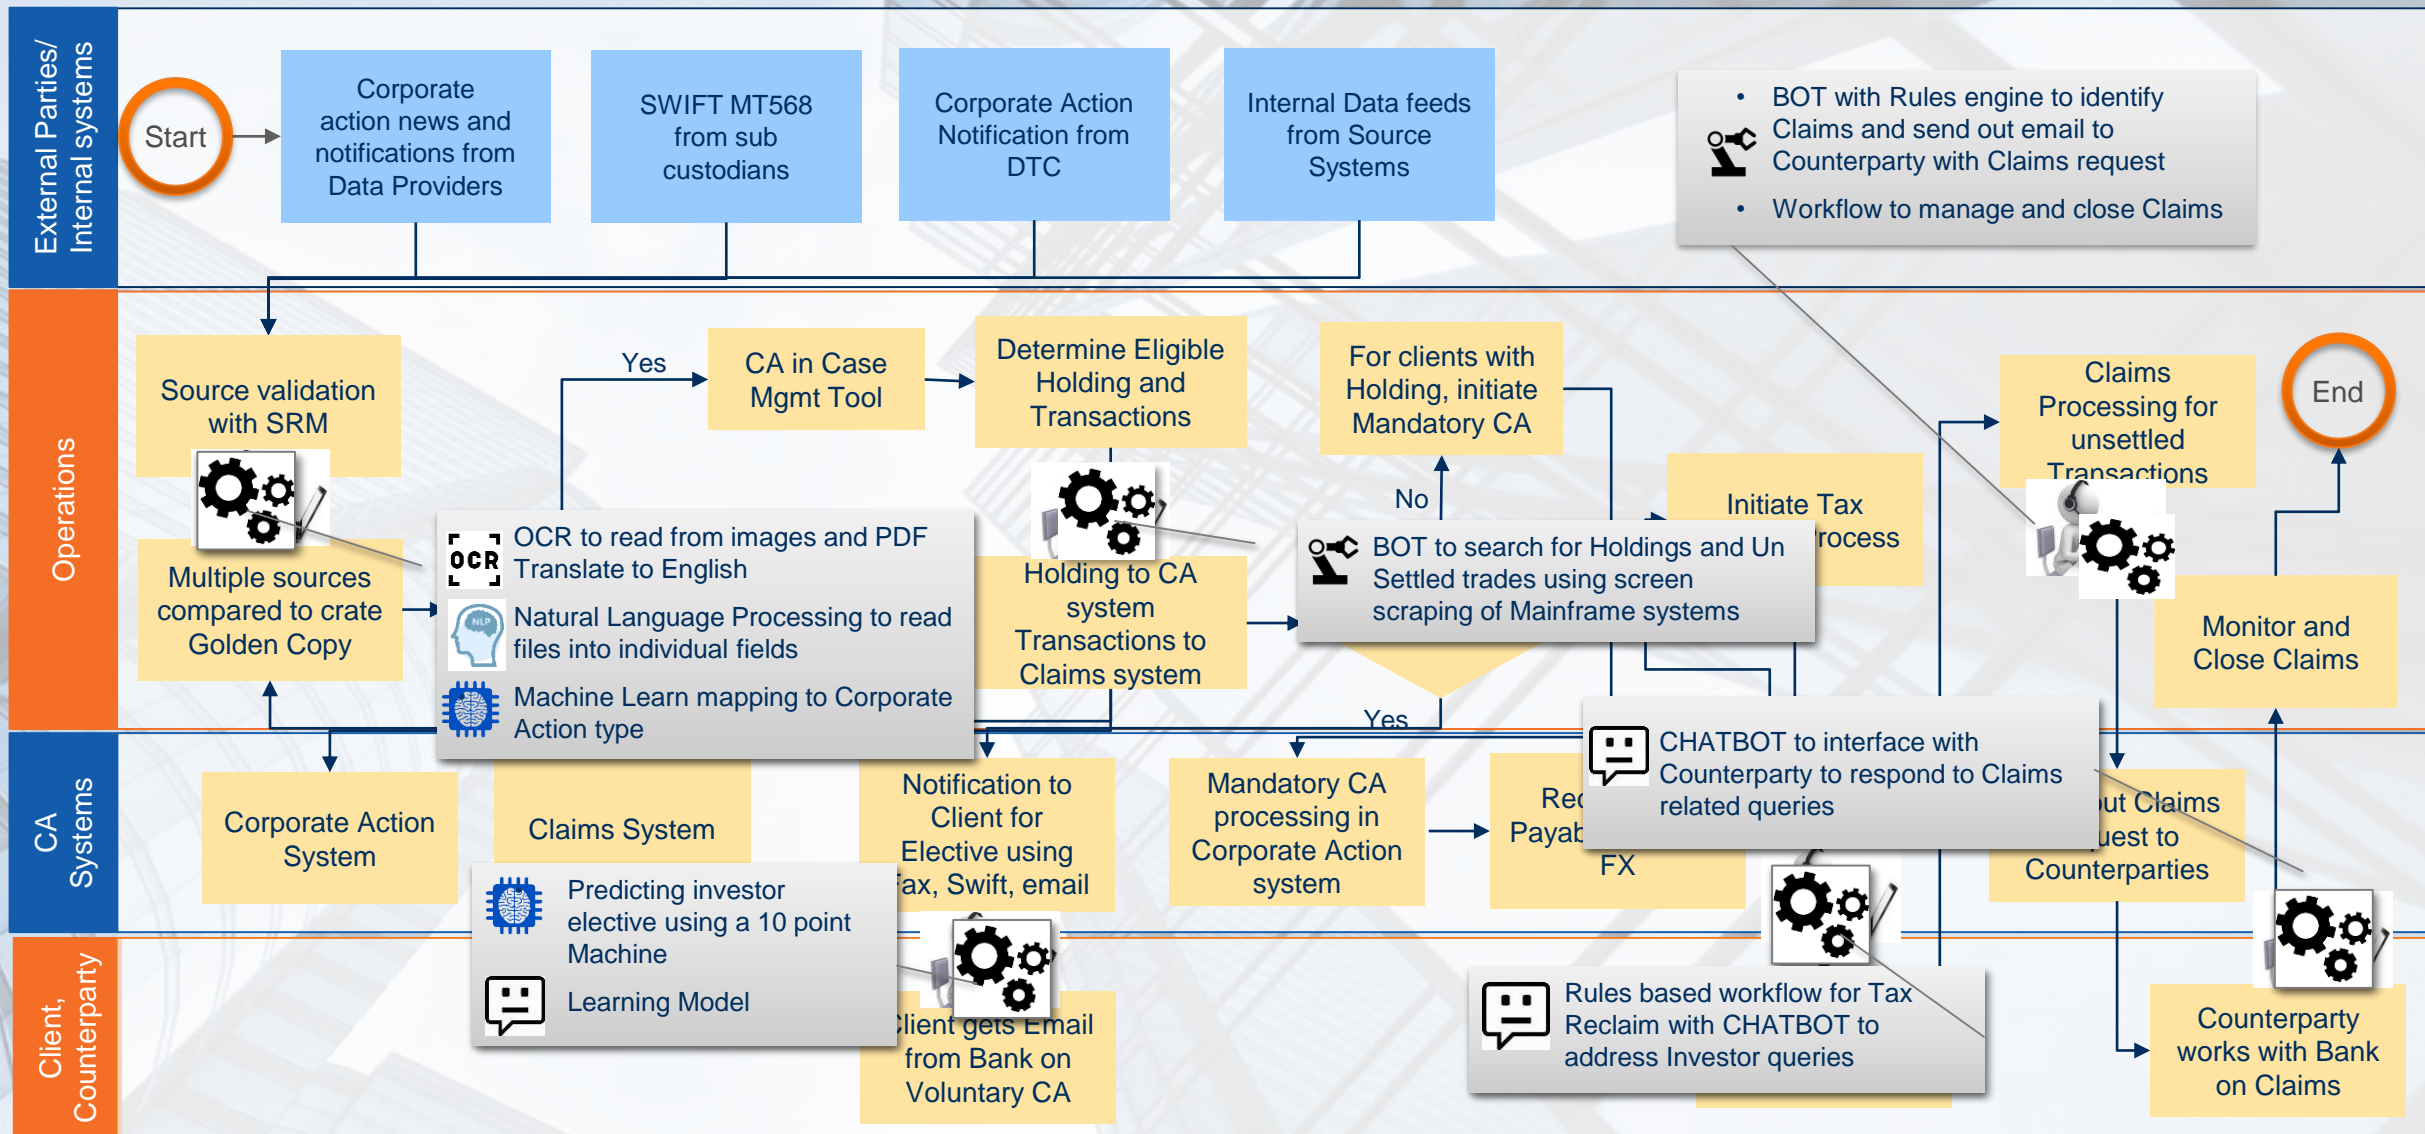 External Parties/
Internal systems
Start
Corporate
action news and
notifications from
Data Providers
SWIFT MT568
from sub
custodians
Corporate Action
Notification from
DTC
Internal Data feeds
from Source
Systems
• BOT with Rules engine to identify
Claims and send out email to
Counterparty with Claims request
• Workflow to manage and close Claims
Operations
Source validation
with SRM
Yes
CA in Case
Mgmt Tool
Determine Eligible
Holding and
Transactions
For clients with
Holding, initiate
Mandatory CA
No
Initiate Tax
Process
Claims
Processing for
unsettled
Transactions
End
Multiple sources
compared to crate
Golden Copy
OCR
OCR to read from images and PDF
Translate to English
NLP
Natural Language Processing to read
files into individual fields
Machine Learn mapping to Corporate
Action type
Holding to CA
system
Transactions to
Claims system
BOT to search for Holdings and Un
Settled trades using screen
scraping of Mainframe systems
Monitor and
Close Claims
Yes
CA
Systems
Corporate Action
System
Claims System
Notification to
Client for
Elective using
Fax, Swift, email
Mandatory CA
processing in
Corporate Action
system
FX
CHATBOT to interface with
Counterparty to respond to Claims
related queries
Claims
to
Counterparties
Predicting investor
elective using a 10 point
Machine
Learning Model
Client,
Counterparty
Client gets Email
from Bank on
Voluntary CA
Rules based workflow for Tax
Reclaim with CHATBOT to
address Investor queries
Counterparty
works with Bank
on Claims